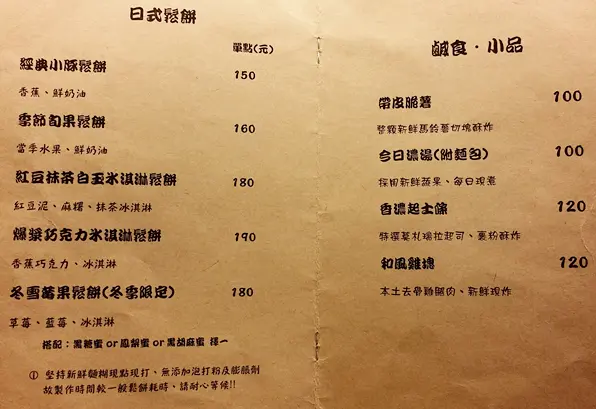 日式鬆餅
單點(元)
經典小豚鬆餅 150
香蕉、鮮奶油
季節旬果鬆餅 160
當季水果、鮮奶油
紅豆抹茶白玉冰淇淋鬆餅 180
紅豆泥、麻糬、抹茶冰淇淋
爆漿巧克力冰淇淋鬆餅 190
香蕉巧克力、冰淇淋
冬雪莓果鬆餅(冬季限定) 180
草莓、藍莓、冰淇淋
搭配：黑糖蜜 or 鳳梨蜜 or 黑胡麻蜜 擇一
① 堅持新鮮麵糊現點現打、無添加泡打粉及膨脹劑
故製作時間較一般鬆餅耗時、請耐心等候!!
鹹食・小品
帶皮脆薯 100
整顆新鮮馬鈴薯切塊酥炸
今日濃湯(附麵包) 100
採用新鮮蔬果、每日現煮
香濃起士條 120
特選莫札瑞拉起司、裹粉酥炸
和風雞塊 120
本土去骨雞腿肉、新鮮現炸